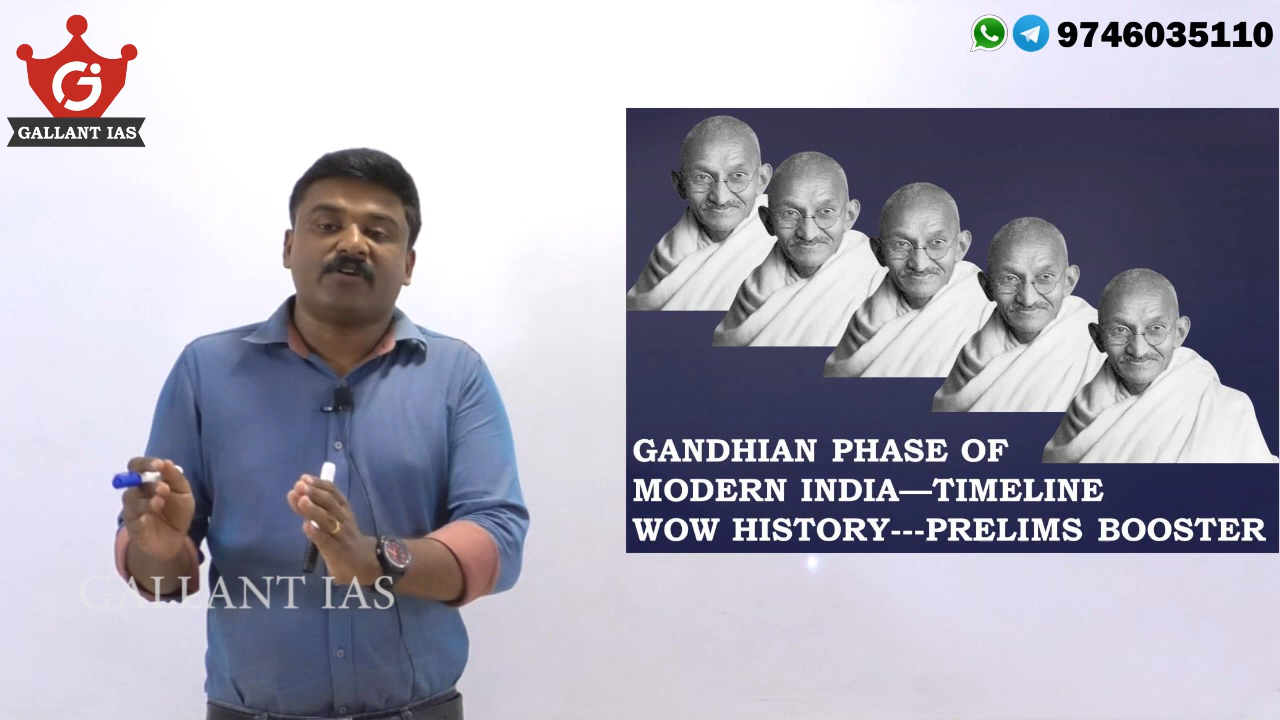 9746035110
GALLANT IAS
GANDHIAN PHASE OF
MODERN INDIA—TIMELINE
WOW HISTORY---PRELIMS BOOSTER
GALLANT IAS